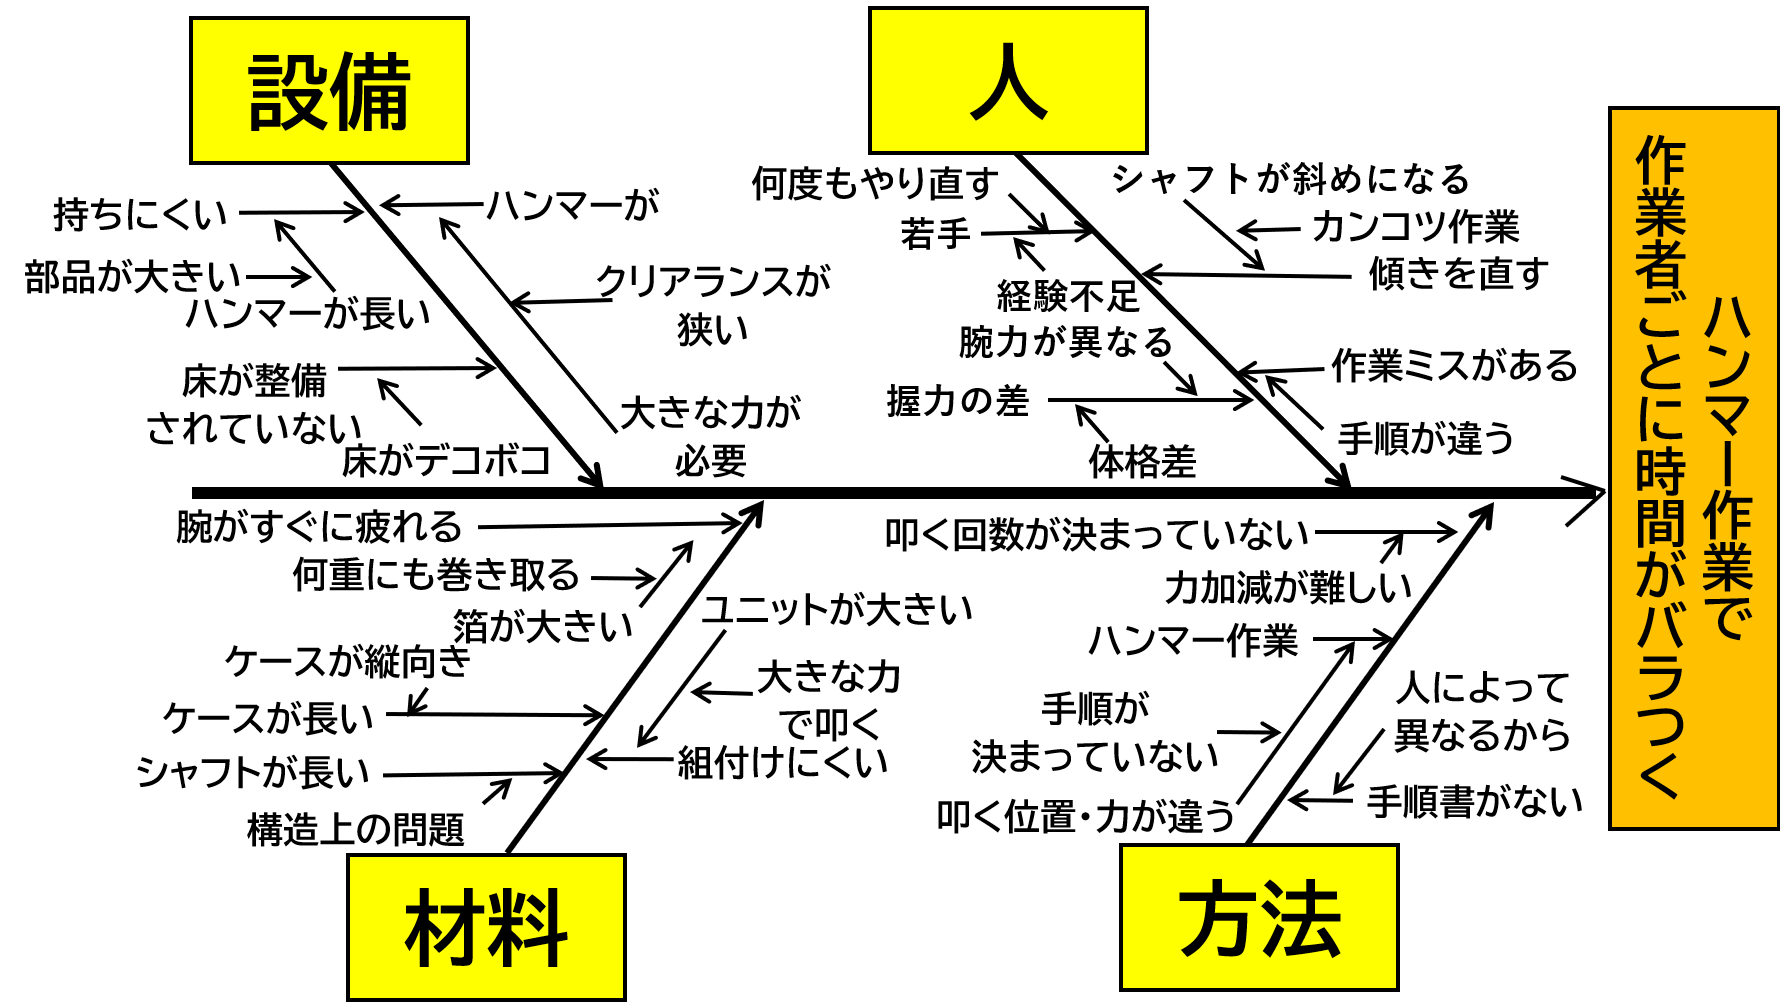 設備
持ちにくい
ハンマーが
部品が大きい
ハンマーが長い
クリアランスが
狭い
床が整備
されていない
床がデコボコ
大きな力が
必要
人
何度もやり直す
シャフトが斜めになる
若手
カンコツ作業
傾きを直す
経験不足
腕力が異なる
作業ミスがある
握力の差
手順が違う
体格差
腕がすぐに疲れる
何重にも巻き取る
箔が大きい
ユニットが大きい
ケースが縦向き
大きな力
で叩く
ケースが長い
組付けにくい
シャフトが長い
構造上の問題
材料
叩く回数が決まっていない
力加減が難しい
ハンマー作業
手順が
決まっていない
人によって
異なるから
叩く位置・力が違う
手順書がない
方法
ハンマー作業で
作業者ごとに時間がバラつく